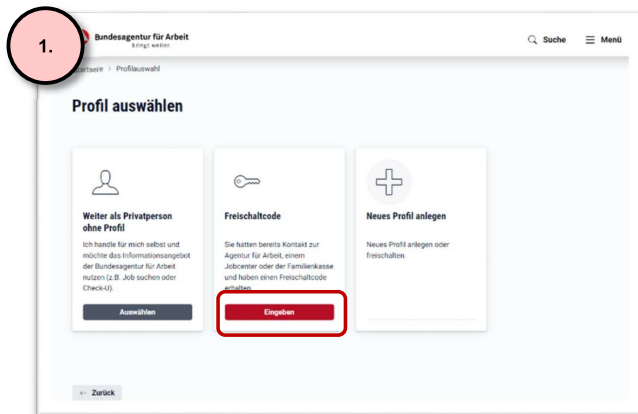 1.
Bundesagentur für Arbeit
bringt weiter.
Suche
Menü
Startseite > Profilauswahl
Profil auswählen
Weiter als Privatperson
ohne Profil
Ich handle für mich selbst und
möchte das Informationsangebot
der Bundesagentur für Arbeit
nutzen (z.B. Job suchen oder
Check-U).
Auswählen
Freischaltcode
Sie hatten bereits Kontakt zur
Agentur für Arbeit, einem
Jobcenter oder der Familienkasse
und haben einen Freischaltcode
erhalten.
Eingeben
Neues Profil anlegen
Neues Profil anlegen oder
freischalten.
← Zurück